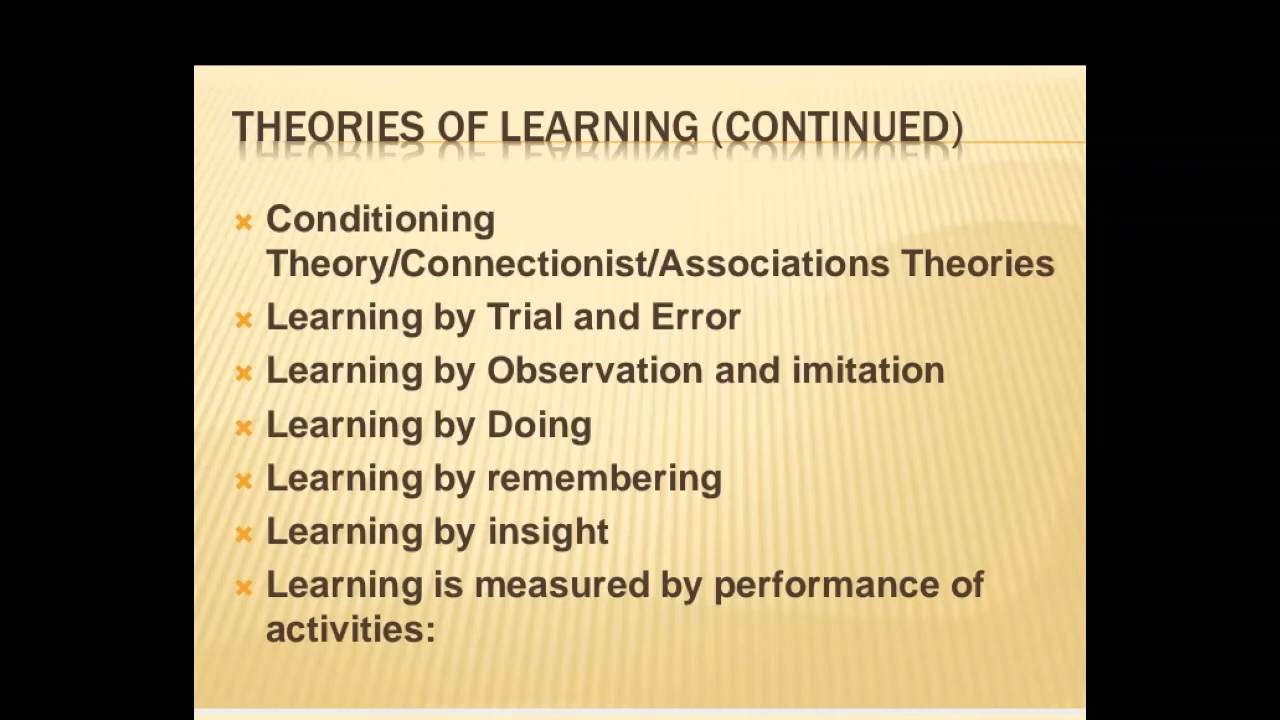 THEORIES OF LEARNING (CONTINUED)
Conditioning
Theory/Connectionist/Associations Theories
Learning by Trial and Error
Learning by Observation and imitation
Learning by Doing
Learning by remembering
Learning by insight
Learning is measured by performance of
activities: